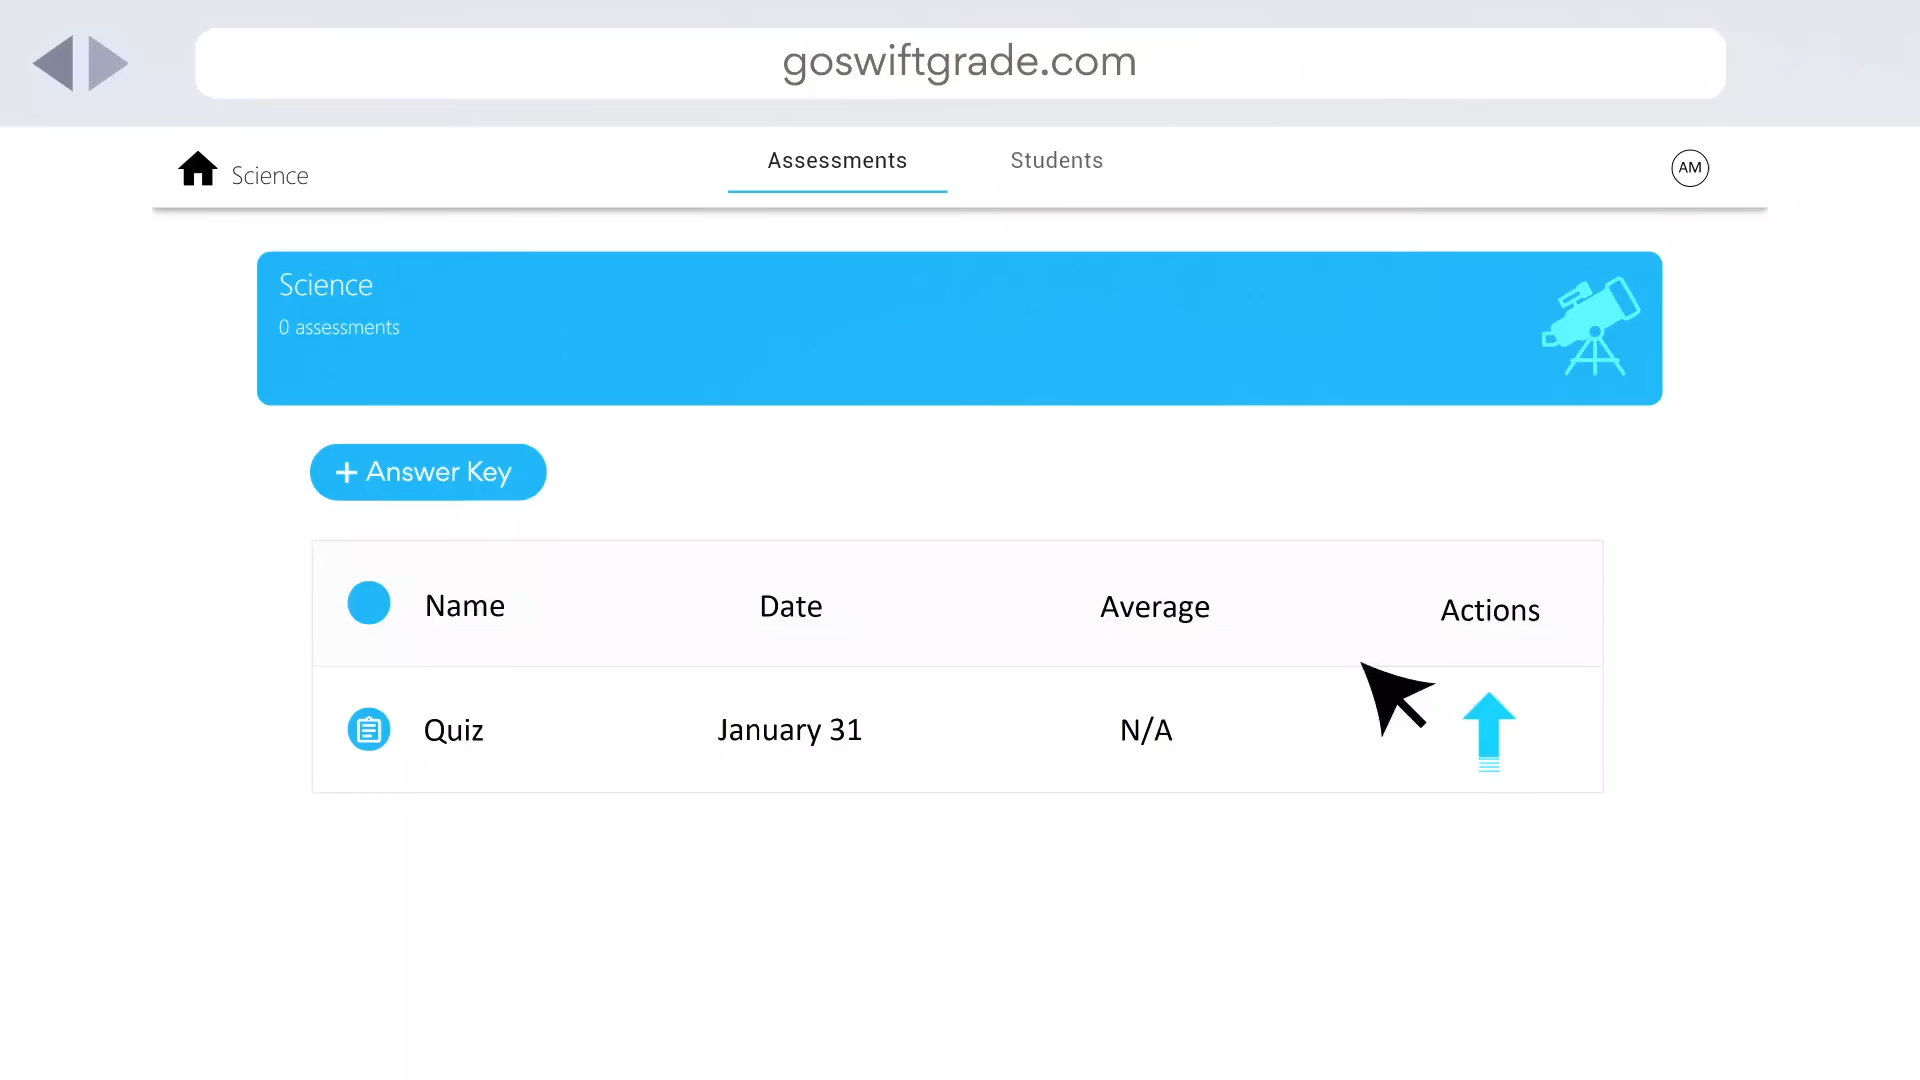 goswiftgrade.com
Science
Assessments
Students
AM
Science
0 assessments
+ Answer Key
Name Date Average Actions
Quiz January 31 N/A